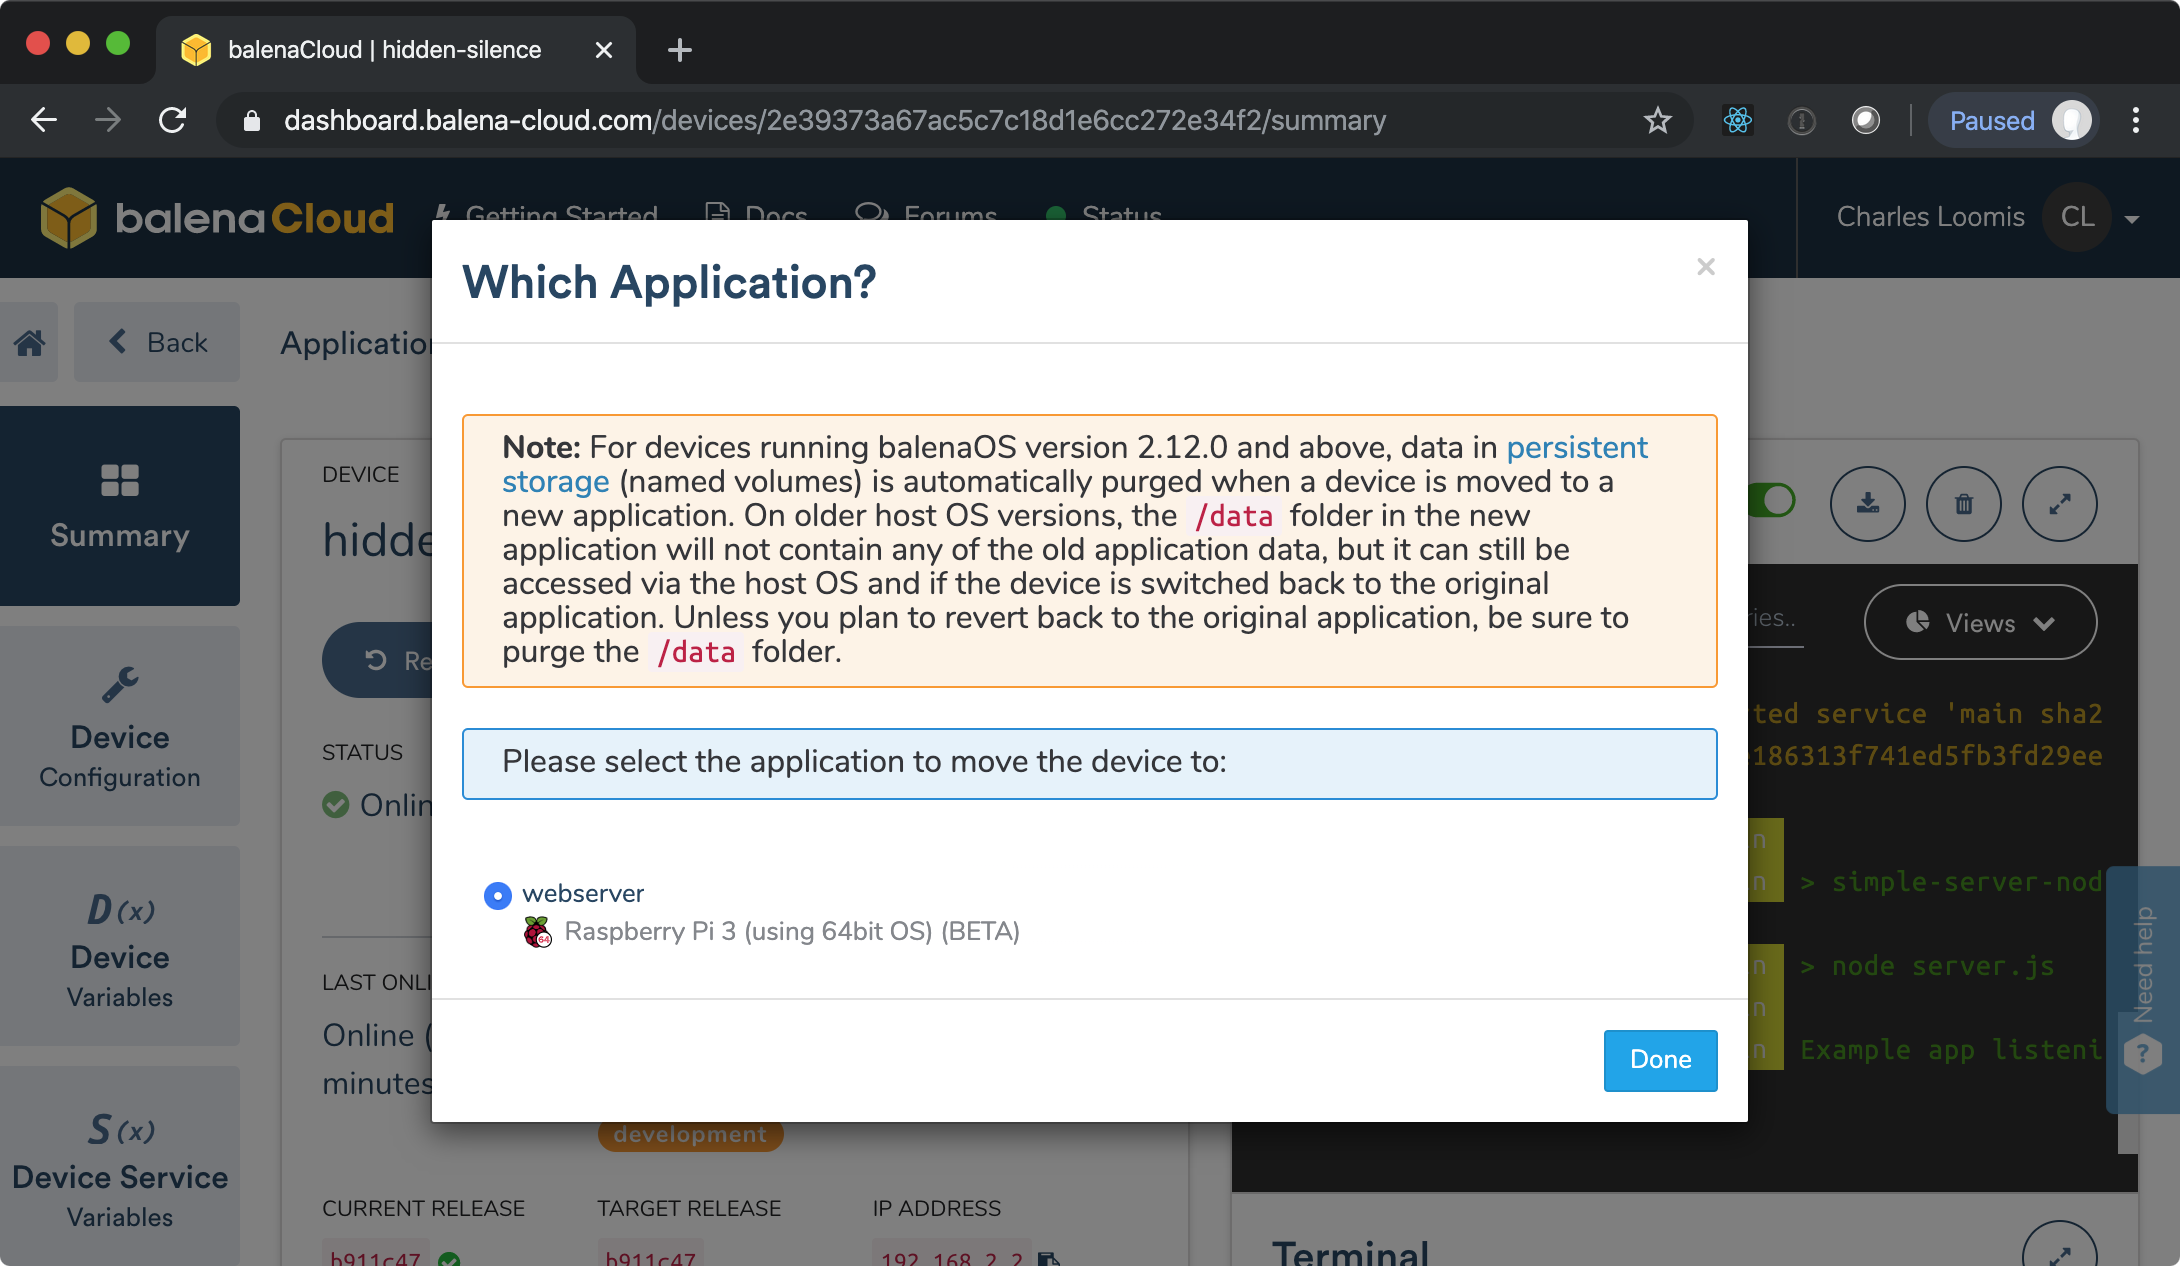 balenaCloud | hidden-silence
dashboard.balena-cloud.com/devices/2e39373a67ac5c7c18d1e6cc272e34f2/summary
Paused
balenaCloud
Getting Started
Docs
Forums
Status
Charles Loomis
CL
Back
Application
Which Application?
Note: For devices running balenaOS version 2.12.0 and above, data in persistent
storage (named volumes) is automatically purged when a device is moved to a
new application. On older host OS versions, the /data folder in the new
application will not contain any of the old application data, but it can still be
accessed via the host OS and if the device is switched back to the original
application. Unless you plan to revert back to the original application, be sure to
purge the /data folder.
Please select the application to move the device to:
webserver
64
Raspberry Pi 3 (using 64bit OS) (BETA)
Done
Summary
Device
Configuration
D(x)
Device
Variables
S(x)
Device Service
Variables
DEVICE
hidde
Re
STATUS
Onlin
LAST ONLI
Online (
minutes
development
CURRENT RELEASE
TARGET RELEASE
IP ADDRESS
b911c47
b911c47
192.168.2.2
ries..
Views
ted service 'main sha2
186313f741ed5fb3fd29ee
n
n > simple-server-nod
n > node server.js
n
n Example app listeni
Need help
?
Terminal